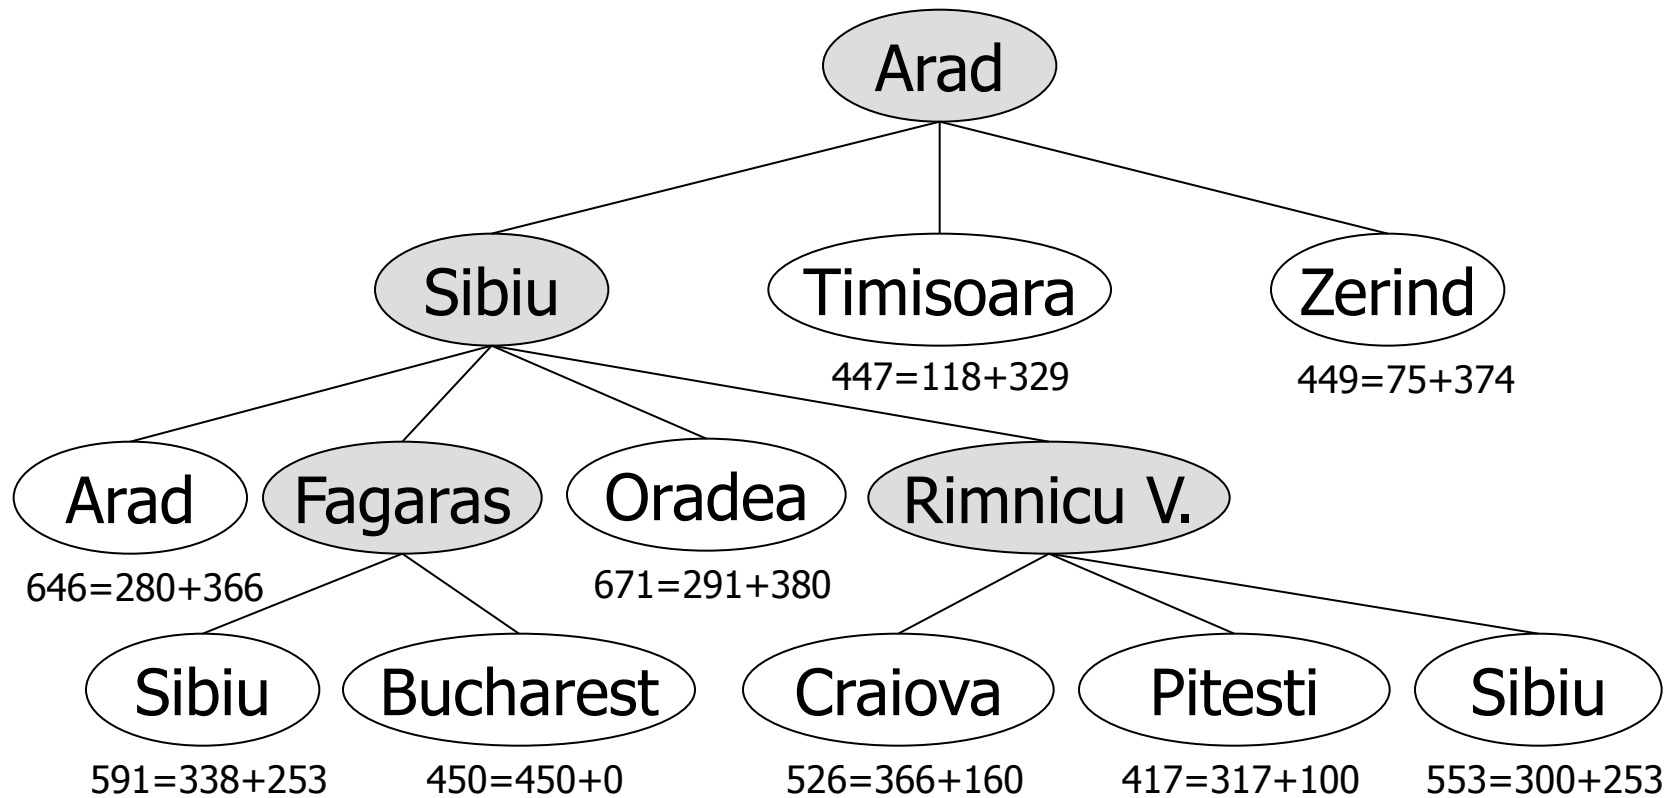 Arad
Sibiu
Timisoara
Zerind
447=118+329
449=75+374
Arad
Fagaras
Oradea
Rimnicu V.
646=280+366
671=291+380
Sibiu
Bucharest
Craiova
Pitesti
Sibiu
591=338+253
450=450+0
526=366+160
417=317+100
553=300+253